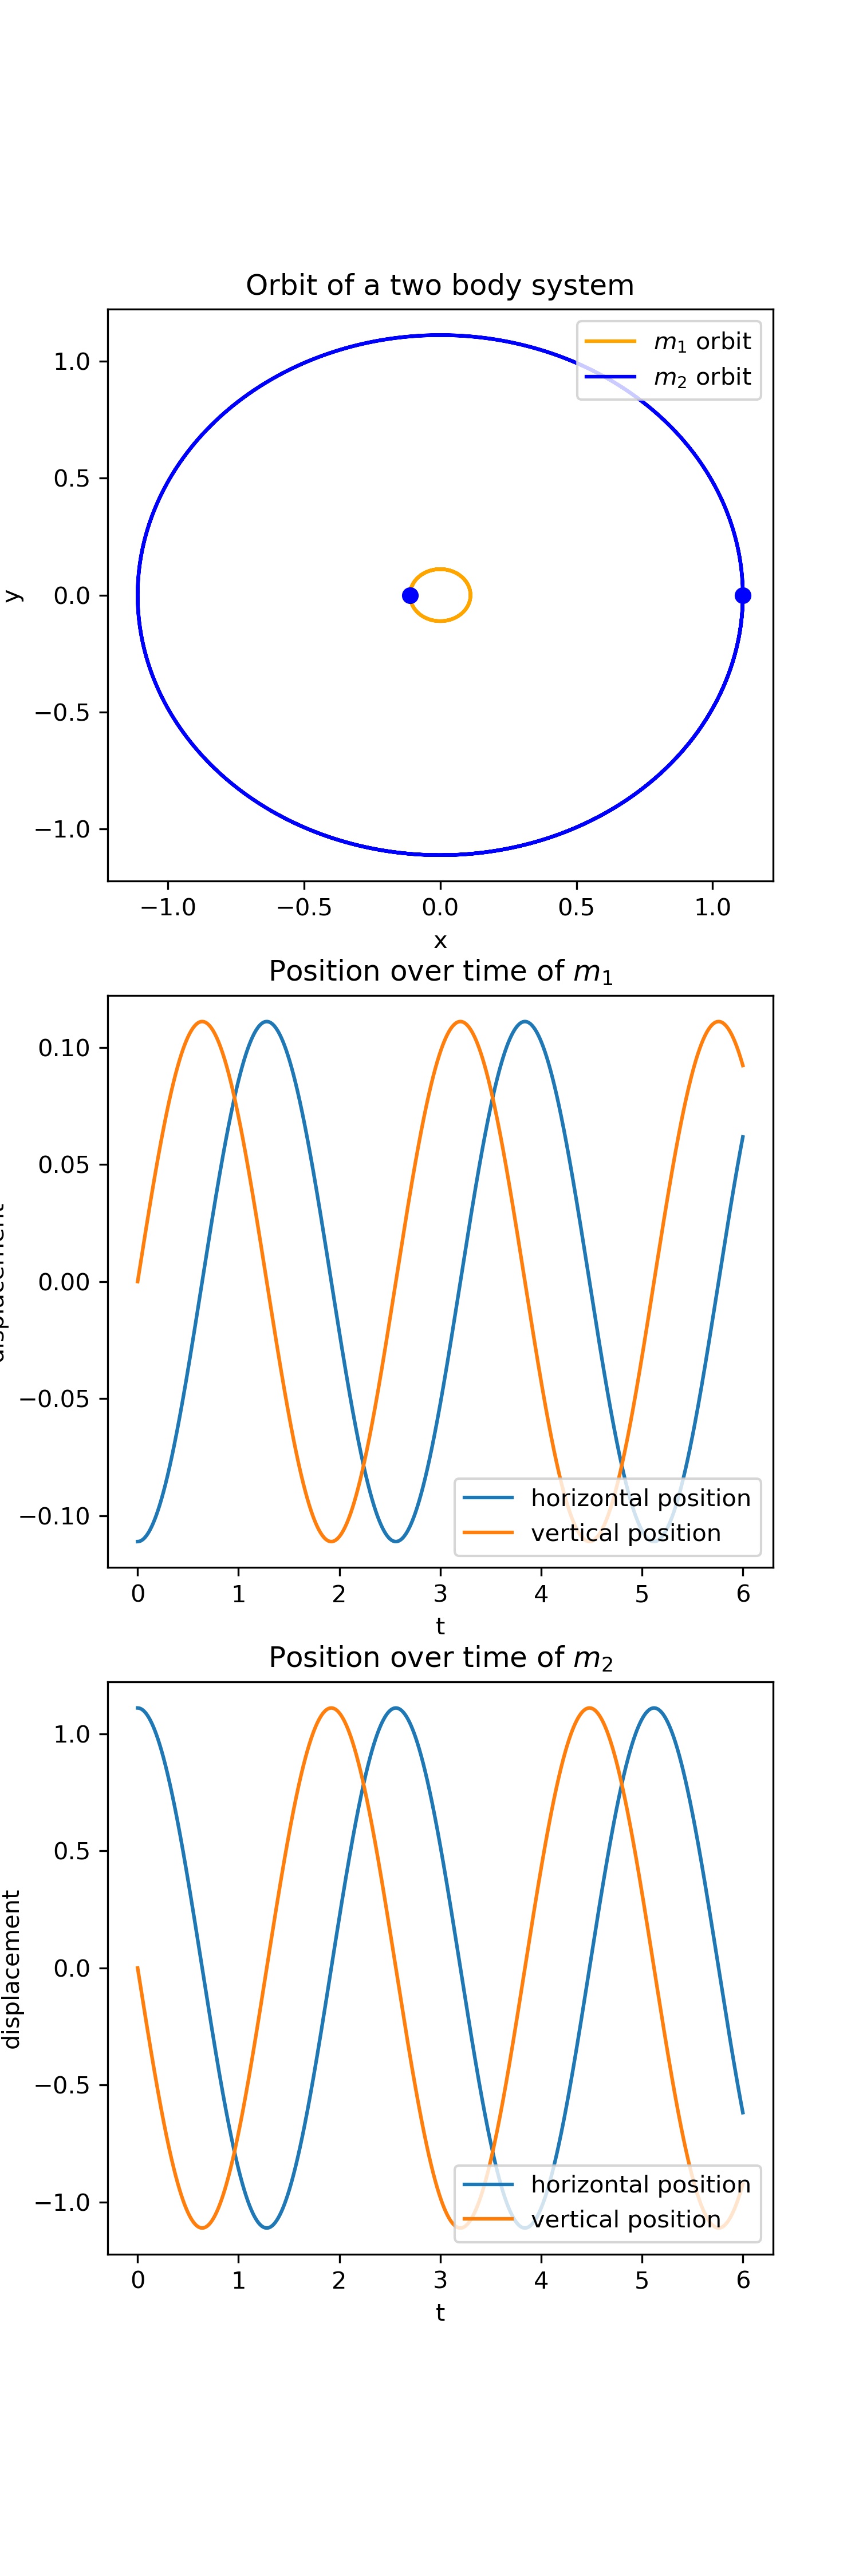 Orbit of a two body system
m₁ orbit
m₂ orbit
1.0
0.5
0.0
−0.5
−1.0
y
−1.0 −0.5 0.0 0.5 1.0
x
Position over time of m₁
0.10
0.05
0.00
−0.05
−0.10
displacement
horizontal position
vertical position
0 1 2 3 4 5 6
t
Position over time of m₂
1.0
0.5
0.0
−0.5
−1.0
displacement
horizontal position
vertical position
0 1 2 3 4 5 6
t